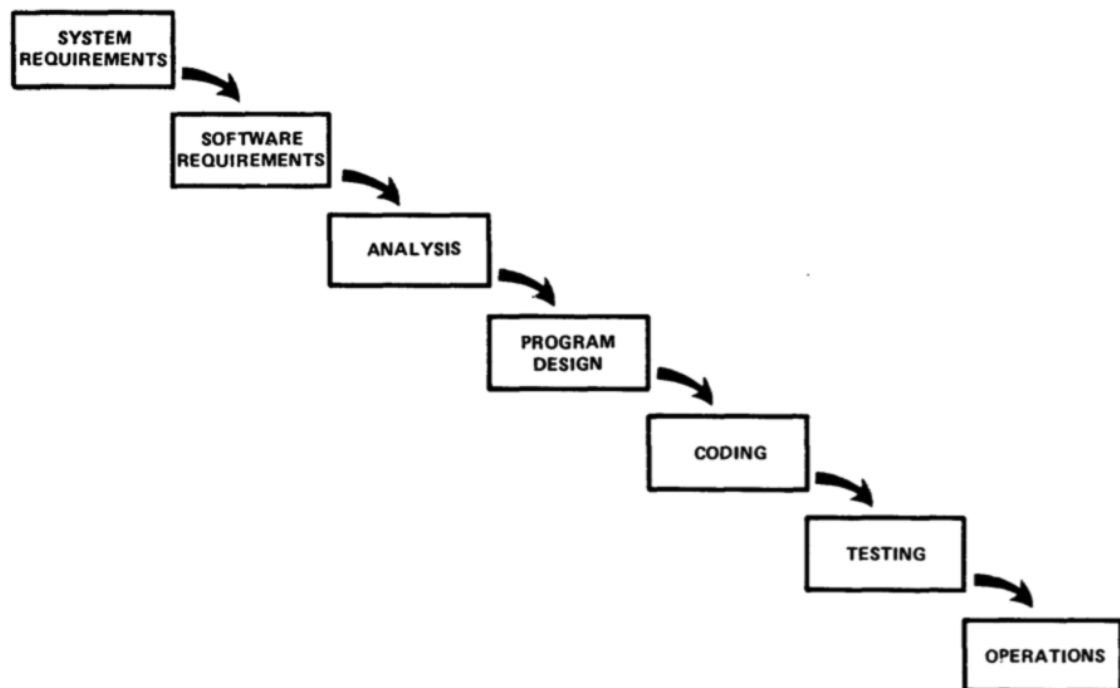 SYSTEM
REQUIREMENTS
SOFTWARE
REQUIREMENTS
ANALYSIS
PROGRAM
DESIGN
CODING
TESTING
OPERATIONS